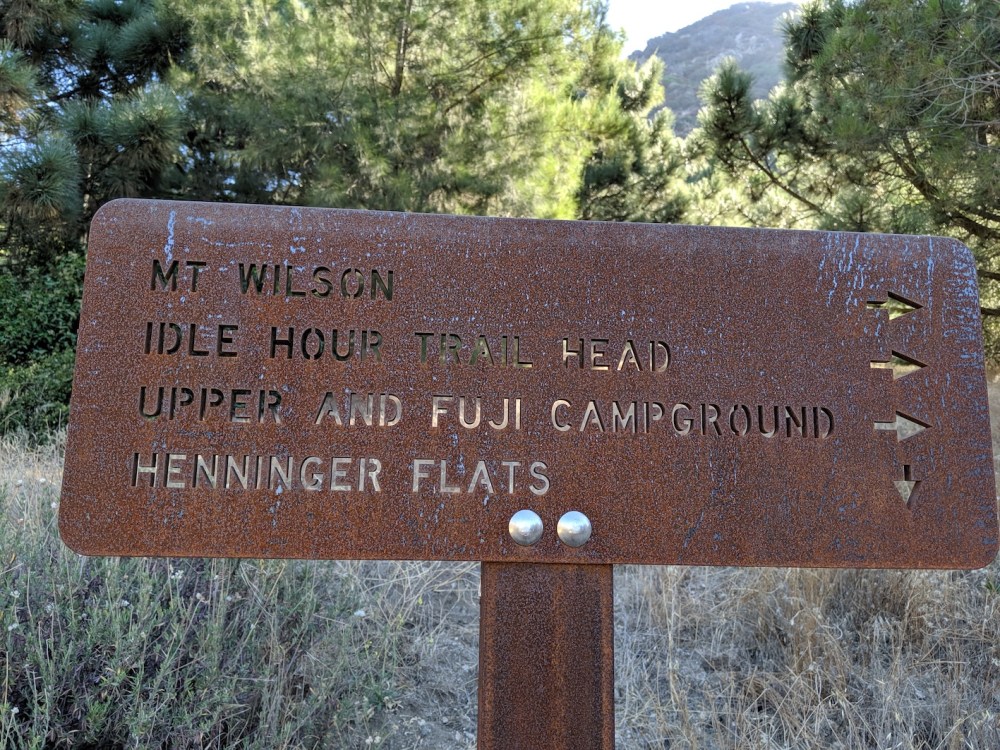 MT WILSON
IDLE HOUR TRAIL HEAD
UPPER AND FUJI CAMPGROUND
HENNINGER FLATS